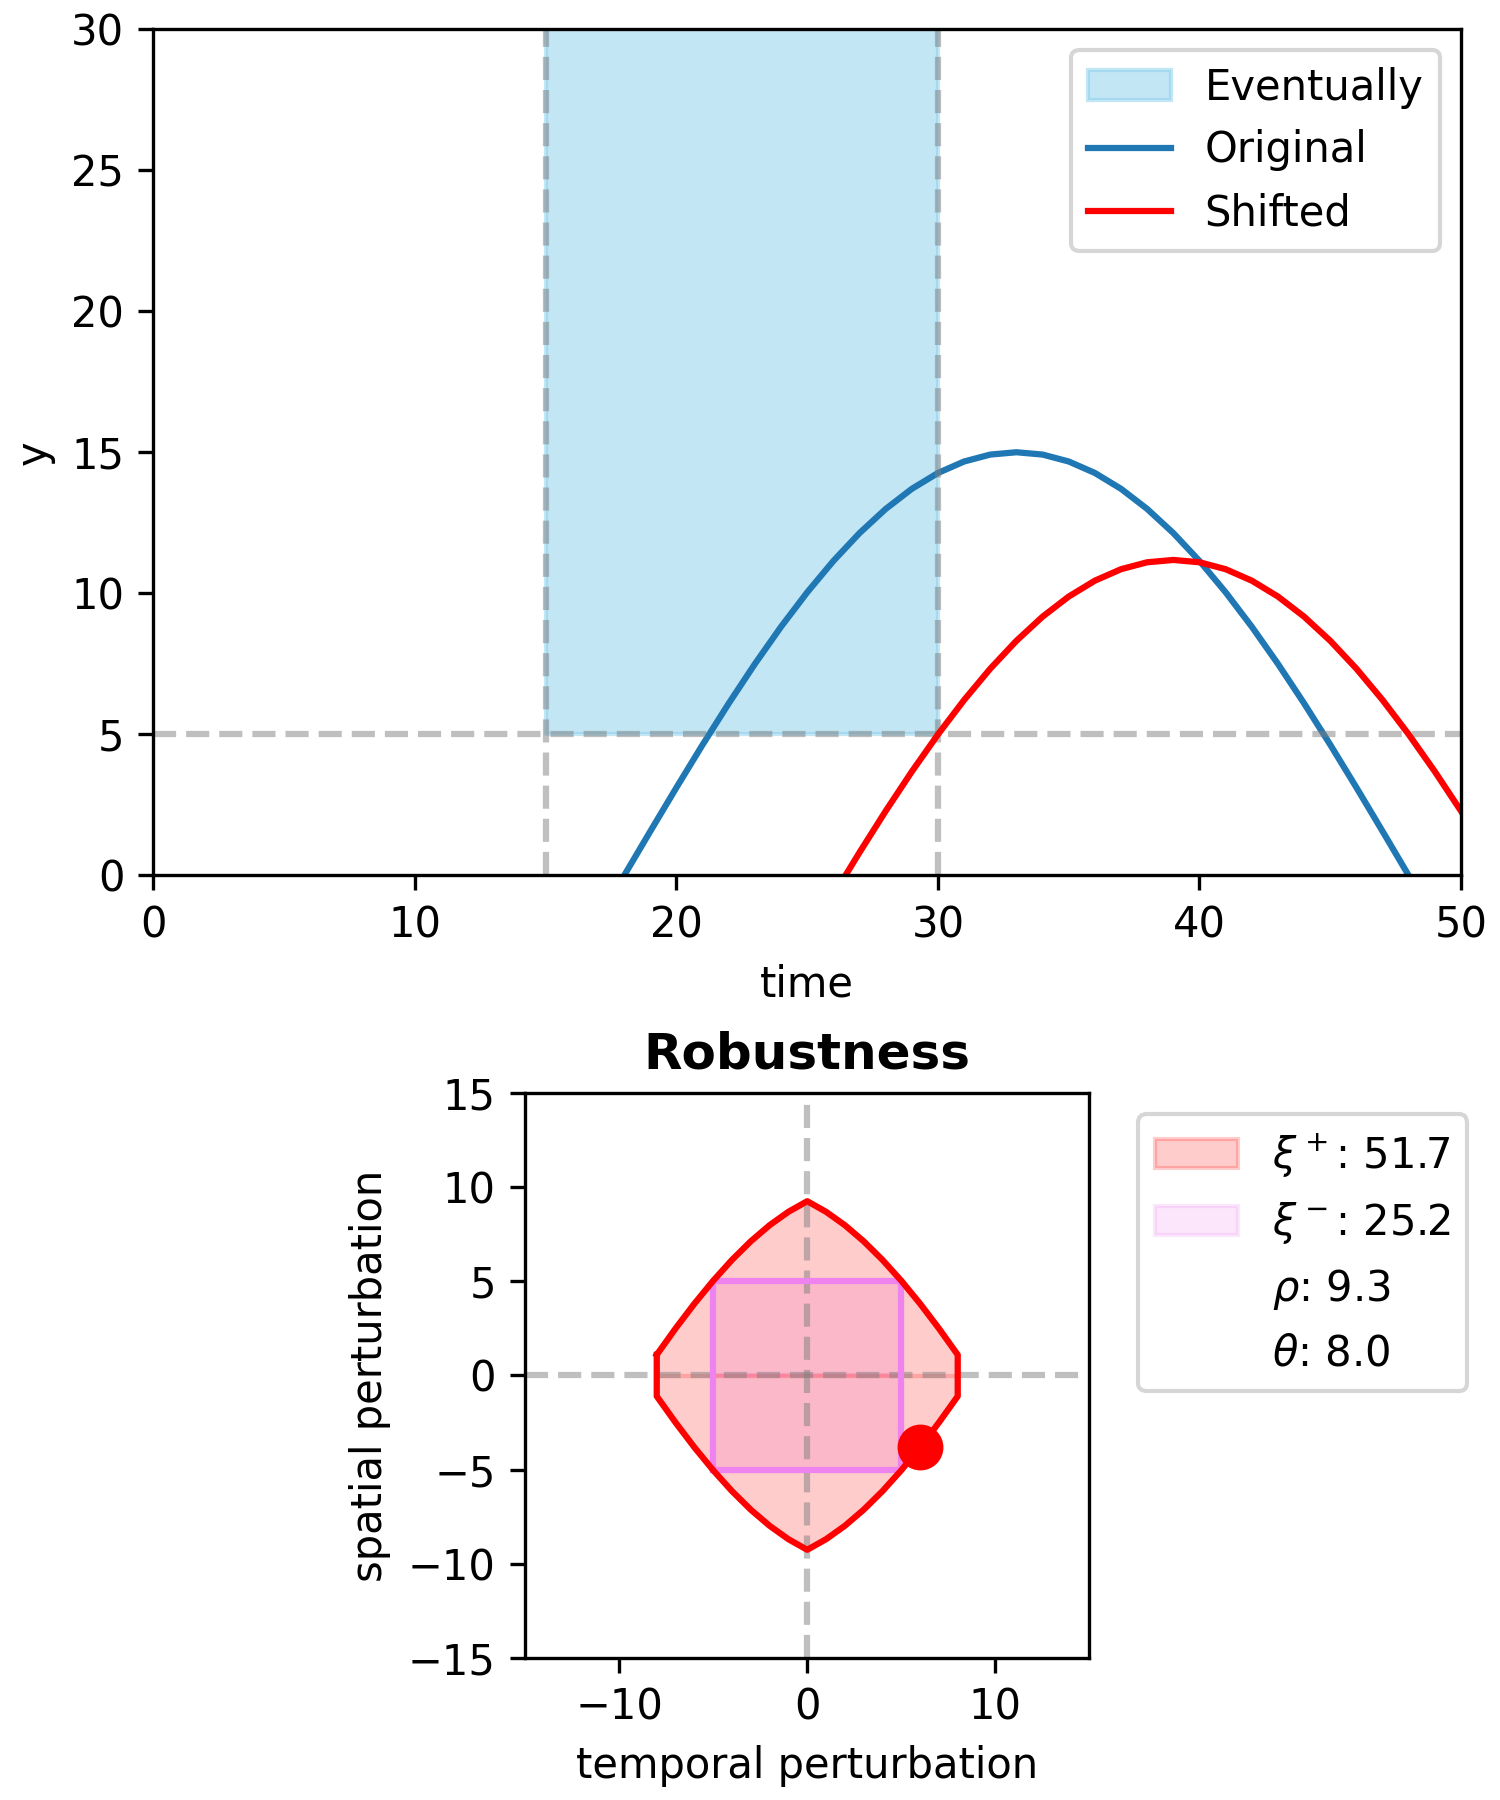 30
25
20
15
10
5
0
y
0 10 20 30 40 50
time
Eventually
Original
Shifted
Robustness
15
10
5
0
−5
−10
−15
spatial perturbation
−10 0 10
temporal perturbation
ξ⁺: 51.7
ξ⁻: 25.2
ρ: 9.3
θ: 8.0